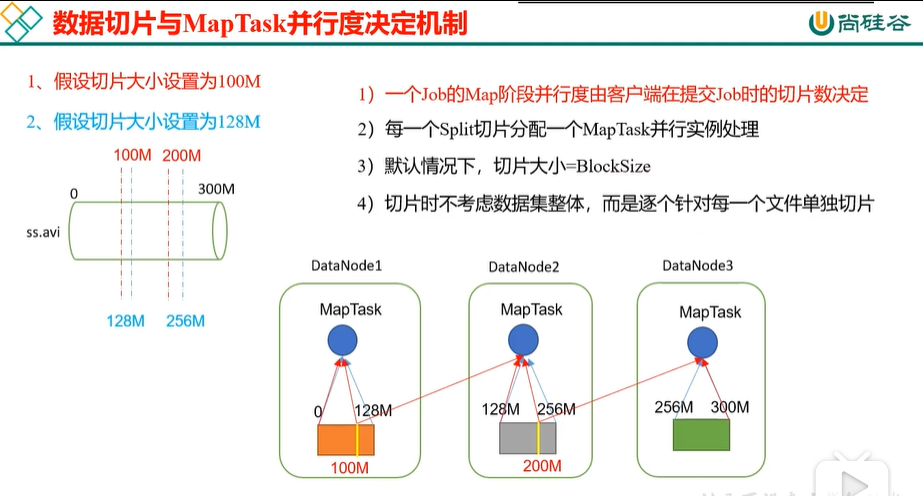 数据切片与MapTask并行度决定机制
尚硅谷
1、假设切片大小设置为100M
2、假设切片大小设置为128M
100M 200M
0 300M
ss.avi
128M 256M
1）一个Job的Map阶段并行度由客户端在提交Job时的切片数决定
2）每一个Split切片分配一个MapTask并行实例处理
3）默认情况下，切片大小=BlockSize
4）切片时不考虑数据集整体，而是逐个针对每一个文件单独切片
DataNode1 DataNode2 DataNode3
MapTask MapTask MapTask
0 128M 128M 256M 256M 300M
100M 200M